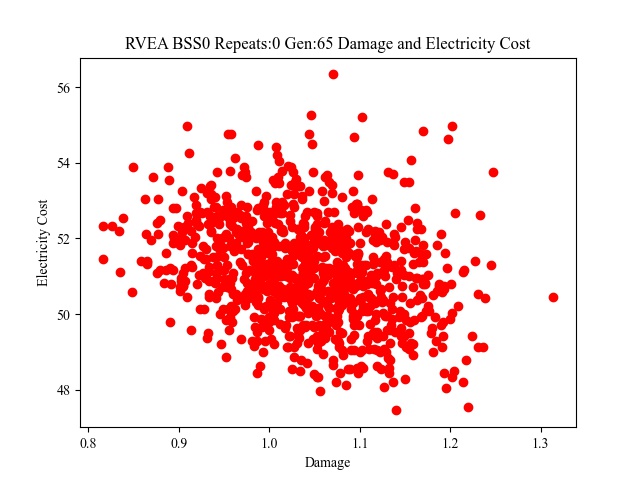 RVEA BSS0 Repeats:0 Gen:65 Damage and Electricity Cost
Electricity Cost
56
54
52
50
48
0.8 0.9 1.0 1.1 1.2 1.3
Damage